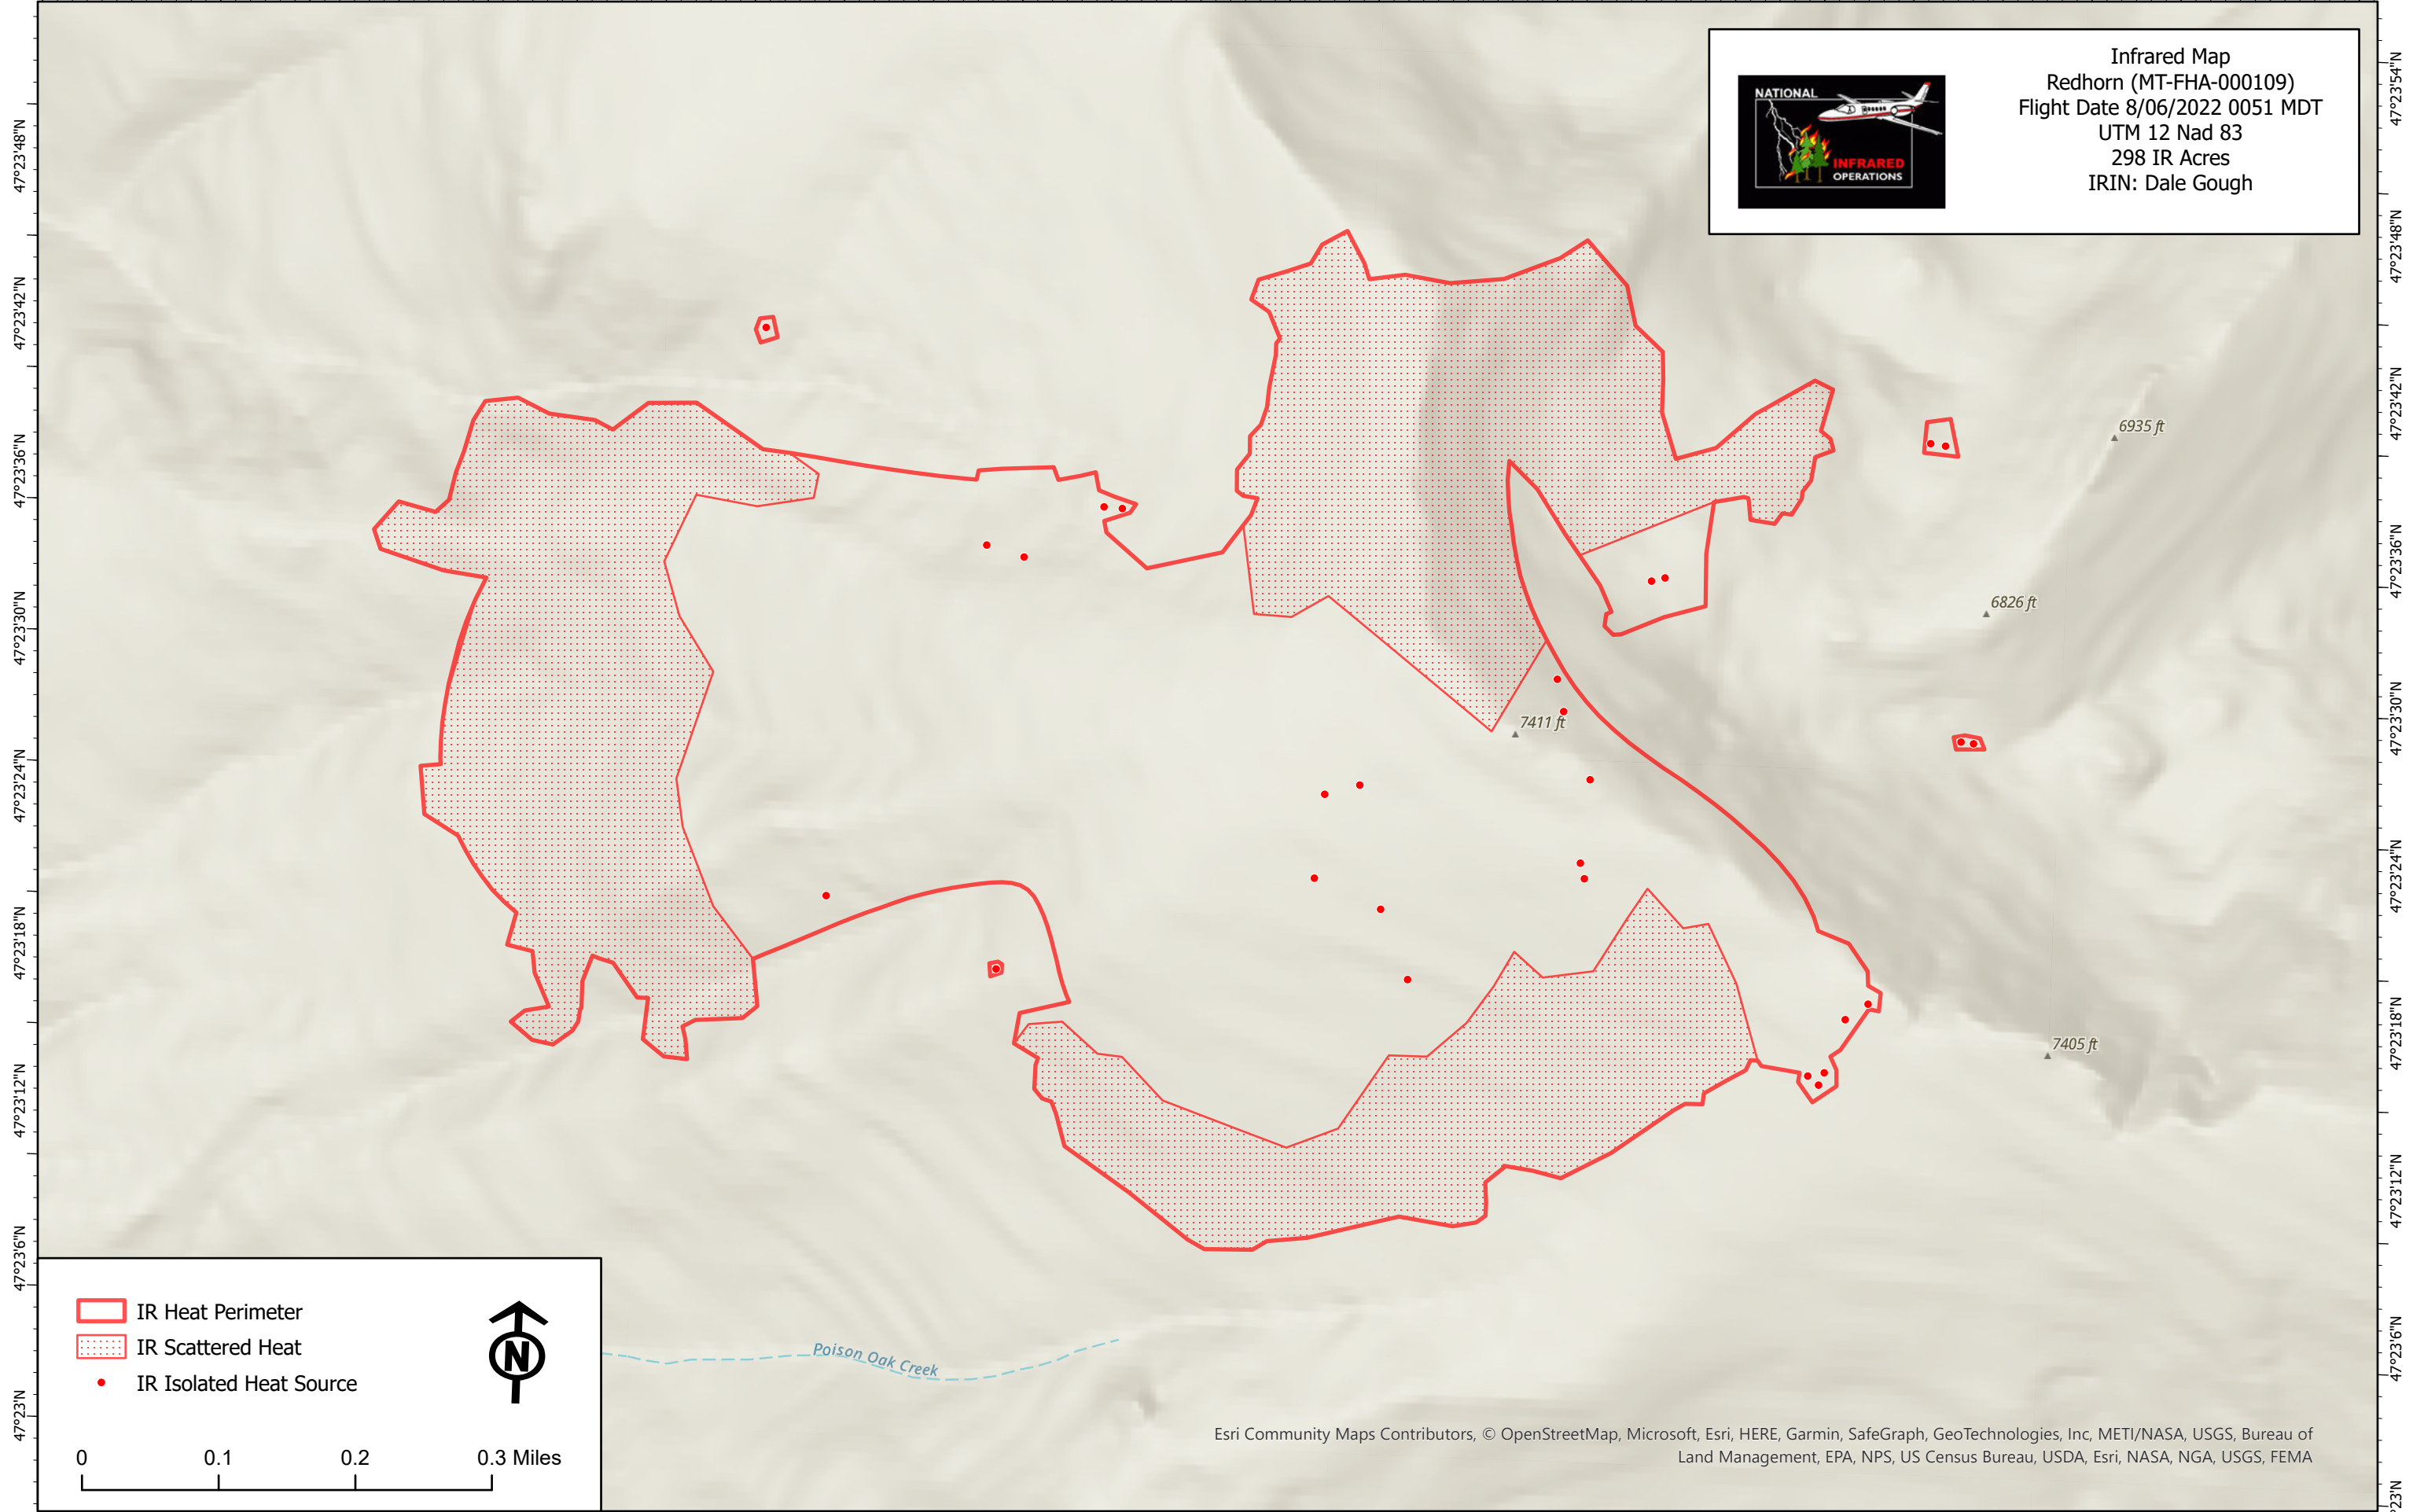 Infrared Map
Redhorn (MT-FHA-000109)
Flight Date 8/06/2022 0051 MDT
UTM 12 Nad 83
298 IR Acres
IRIN: Dale Gough
NATIONAL
INFRARED
OPERATIONS
47°23'48"N
47°23'42"N
47°23'36"N
47°23'30"N
47°23'24"N
47°23'18"N
47°23'12"N
47°23'6"N
47°23'N
47°23'54"N
47°23'48"N
47°23'42"N
47°23'36"N
47°23'30"N
47°23'24"N
47°23'18"N
47°23'12"N
47°23'6"N
°23'N
6935 ft
6826 ft
7411 ft
7405 ft
Poison Oak Creek
IR Heat Perimeter
IR Scattered Heat
IR Isolated Heat Source
N
0 0.1 0.2 0.3 Miles
Esri Community Maps Contributors, © OpenStreetMap, Microsoft, Esri, HERE, Garmin, SafeGraph, GeoTechnologies, Inc, METI/NASA, USGS, Bureau of
Land Management, EPA, NPS, US Census Bureau, USDA, Esri, NASA, NGA, USGS, FEMA